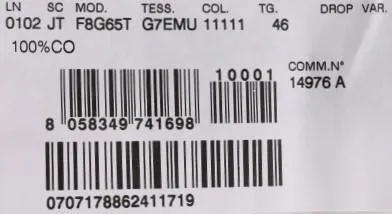 LN SC MOD. TESS. COL. TG. DROP VAR.
0102 JT F8G65T G7EMU 11111 46
100%CO
10001 COMM.N°
14976 A
8 058349 741698
0707178862411719